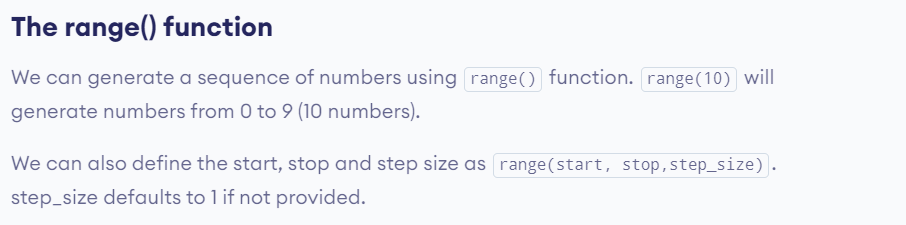 The range() function
We can generate a sequence of numbers using range() function. range(10) will
generate numbers from 0 to 9 (10 numbers).
We can also define the start, stop and step size as range(start, stop,step_size).
step_size defaults to 1 if not provided.